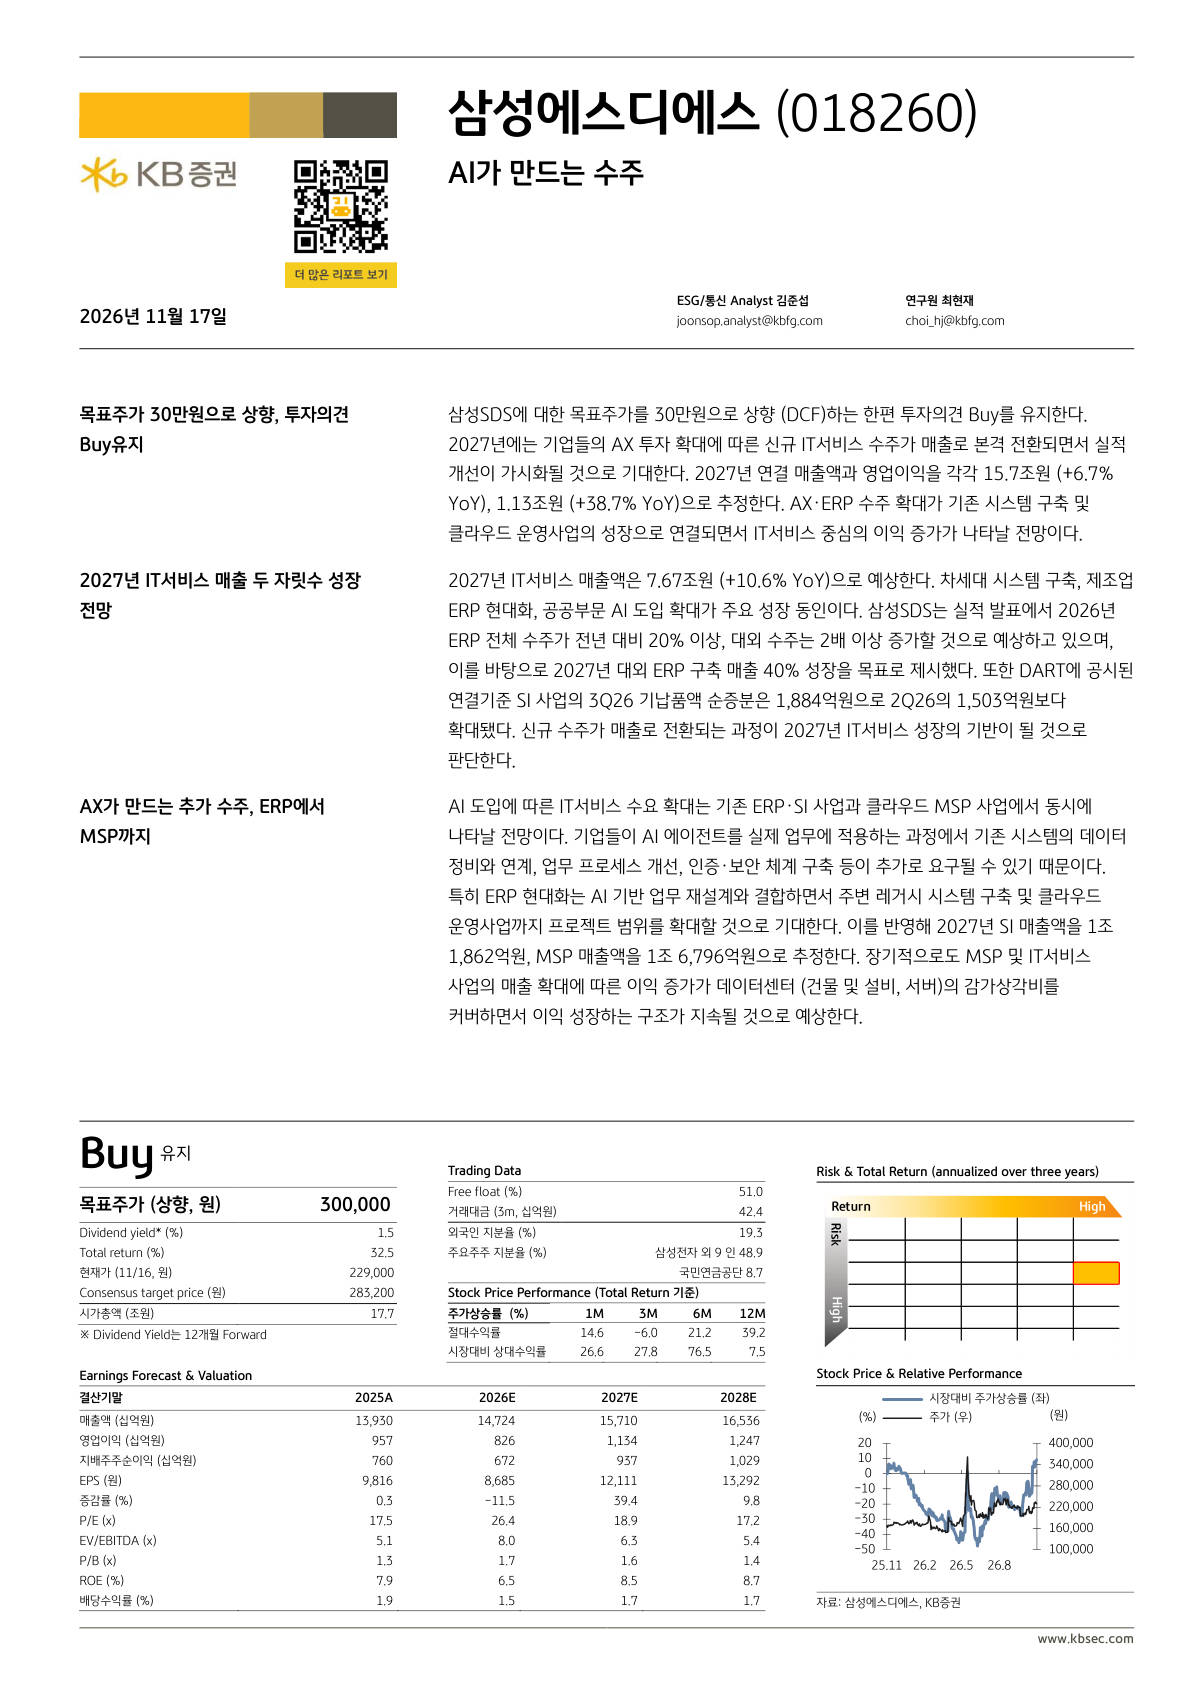 삼성에스디에스 (018260)
AI가 만드는 수주
KB증권
더 많은 리포트 보기
2026년 11월 17일
ESG/통신 Analyst 김준섭
joonsop.analyst@kbfg.com
연구원 최현재
choi_hj@kbfg.com
목표주가 30만원으로 상향, 투자의견
Buy유지
삼성SDS에 대한 목표주가를 30만원으로 상향 (DCF)하는 한편 투자의견 Buy를 유지한다.
2027년에는 기업들의 AX 투자 확대에 따른 신규 IT서비스 수주가 매출로 본격 전환되면서 실적
개선이 가시화될 것으로 기대한다. 2027년 연결 매출액과 영업이익을 각각 15.7조원 (+6.7%
YoY), 1.13조원 (+38.7% YoY)으로 추정한다. AX·ERP 수주 확대가 기존 시스템 구축 및
클라우드 운영사업의 성장으로 연결되면서 IT서비스 중심의 이익 증가가 나타날 전망이다.
2027년 IT서비스 매출 두 자릿수 성장
전망
2027년 IT서비스 매출액은 7.67조원 (+10.6% YoY)으로 예상한다. 차세대 시스템 구축, 제조업
ERP 현대화, 공공부문 AI 도입 확대가 주요 성장 동인이다. 삼성SDS는 실적 발표에서 2026년
ERP 전체 수주가 전년 대비 20% 이상, 대외 수주는 2배 이상 증가할 것으로 예상하고 있으며,
이를 바탕으로 2027년 대외 ERP 구축 매출 40% 성장을 목표로 제시했다. 또한 DART에 공시된
연결기준 SI 사업의 3Q26 기납품액 순증분은 1,884억원으로 2Q26의 1,503억원보다
확대됐다. 신규 수주가 매출로 전환되는 과정이 2027년 IT서비스 성장의 기반이 될 것으로
판단한다.
AX가 만드는 추가 수주, ERP에서
MSP까지
AI 도입에 따른 IT서비스 수요 확대는 기존 ERP·SI 사업과 클라우드 MSP 사업에서 동시에
나타날 전망이다. 기업들이 AI 에이전트를 실제 업무에 적용하는 과정에서 기존 시스템의 데이터
정비와 연계, 업무 프로세스 개선, 인증·보안 체계 구축 등이 추가로 요구될 수 있기 때문이다.
특히 ERP 현대화는 AI 기반 업무 재설계와 결합하면서 주변 레거시 시스템 구축 및 클라우드
운영사업까지 프로젝트 범위를 확대할 것으로 기대한다. 이를 반영해 2027년 SI 매출액을 1조
1,862억원, MSP 매출액을 1조 6,796억원으로 추정한다. 장기적으로도 MSP 및 IT서비스
사업의 매출 확대에 따른 이익 증가가 데이터센터 (건물 및 설비, 서버)의 감가상각비를
커버하면서 이익 성장하는 구조가 지속될 것으로 예상한다.
Buy 유지
목표주가 (상향, 원) 300,000
Dividend yield* (%) 1.5
Total return (%) 32.5
현재가 (11/16, 원) 229,000
Consensus target price (원) 283,200
시가총액 (조원) 17.7
※ Dividend Yield는 12개월 Forward
Trading Data
Free float (%) 51.0
거래대금 (3m, 십억원) 42.4
외국인 지분율 (%) 19.3
주요주주 지분율 (%) 삼성전자 외 9 인 48.9
국민연금공단 8.7
Stock Price Performance (Total Return 기준)
주가상승률 (%) 1M 3M 6M 12M
절대수익률 14.6 -6.0 21.2 39.2
시장대비 상대수익률 26.6 27.8 76.5 7.5
Risk & Total Return (annualized over three years)
Return High
Risk
High
Earnings Forecast & Valuation
결산기말 2025A 2026E 2027E 2028E
매출액 (십억원) 13,930 14,724 15,710 16,536
영업이익 (십억원) 957 826 1,134 1,247
지배주주순이익 (십억원) 760 672 937 1,029
EPS (원) 9,816 8,685 12,111 13,292
증감률 (%) 0.3 -11.5 39.4 9.8
P/E (x) 17.5 26.4 18.9 17.2
EV/EBITDA (x) 5.1 8.0 6.3 5.4
P/B (x) 1.3 1.7 1.6 1.4
ROE (%) 7.9 6.5 8.5 8.7
배당수익률 (%) 1.9 1.5 1.7 1.7
Stock Price & Relative Performance
시장대비 주가상승률 (좌)
(%) 주가 (우) (원)
20 400,000
10 340,000
0
-10 280,000
-20 220,000
-30 160,000
-40
-50 100,000
25.11 26.2 26.5 26.8
자료: 삼성에스디에스, KB증권
www.kbsec.com